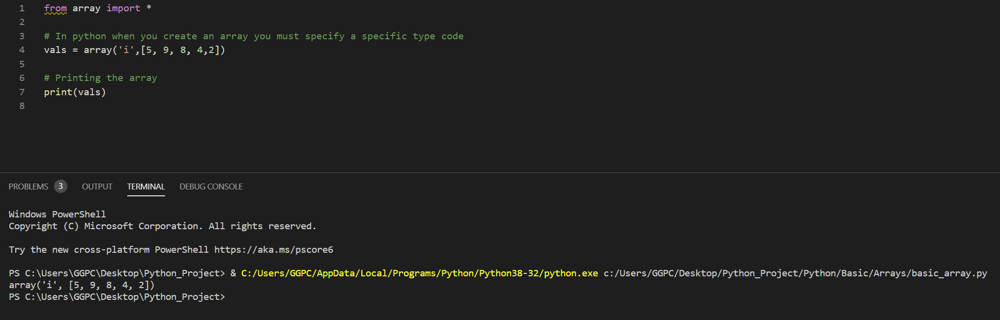 1 from array import *
2
3 # In python when you create an array you must specify a specific type code
4 vals = array('i',[5, 9, 8, 4,2])
5
6 # Printing the array
7 print(vals)
8
PROBLEMS 3 OUTPUT TERMINAL DEBUG CONSOLE
Windows PowerShell
Copyright (C) Microsoft Corporation. All rights reserved.
Try the new cross-platform PowerShell https://aka.ms/pscore6
PS C:\Users\GGPC\Desktop\Python_Project> & C:/Users/GGPC/AppData/Local/Programs/Python/Python38-32/python.exe c:/Users/GGPC/Desktop/Python_Project/Python/Basic/Arrays/basic_array.py
array('i', [5, 9, 8, 4, 2])
PS C:\Users\GGPC\Desktop\Python_Project>